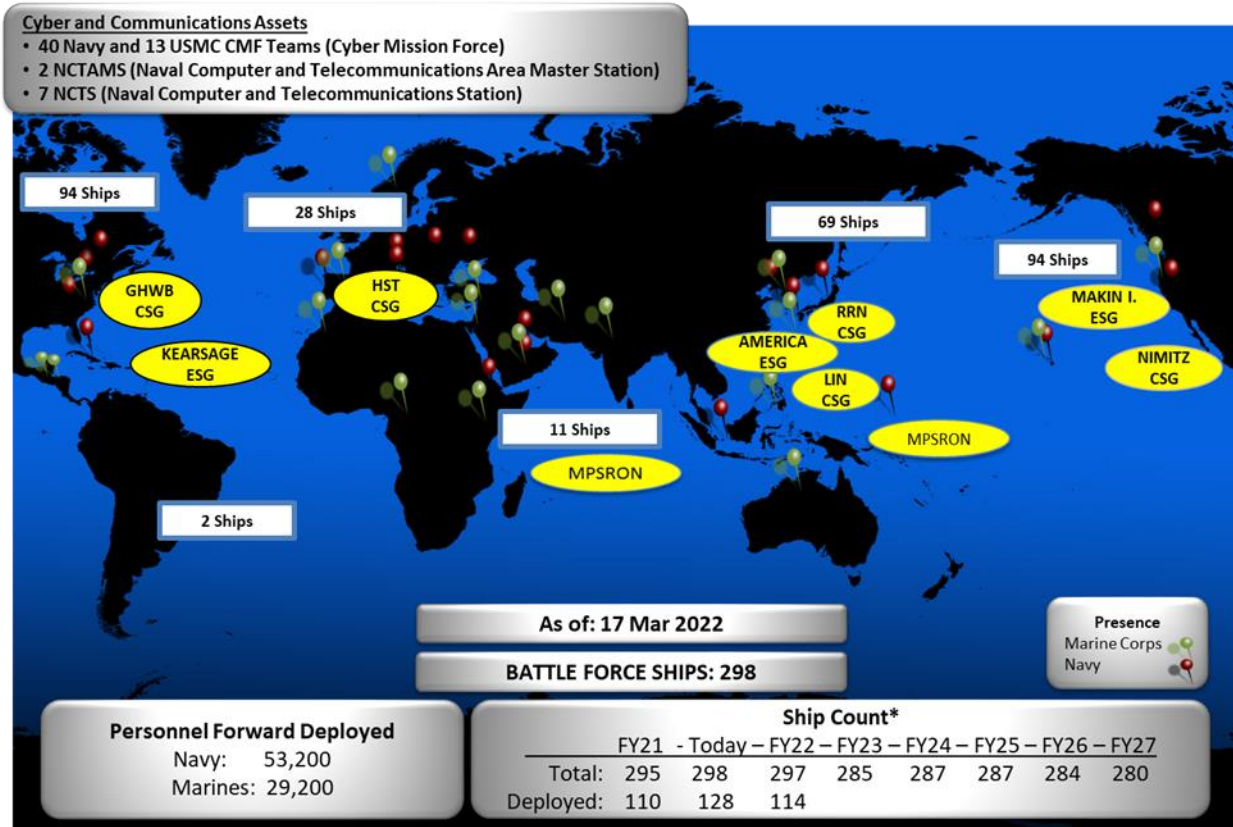 Cyber and Communications Assets
• 40 Navy and 13 USMC CMF Teams (Cyber Mission Force)
• 2 NCTAMS (Naval Computer and Telecommunications Area Master Station)
• 7 NCTS (Naval Computer and Telecommunications Station)
94 Ships
28 Ships
69 Ships
94 Ships
GHWB
CSG
HST
CSG
MAKIN I.
ESG
RRN
CSG
KEARSAGE
ESG
AMERICA
ESG
NIMITZ
CSG
LIN
CSG
11 Ships
MPSRON
MPSRON
2 Ships
As of: 17 Mar 2022
BATTLE FORCE SHIPS: 298
Presence
Marine Corps
Navy
Personnel Forward Deployed
Navy: 53,200
Marines: 29,200
Ship Count*
FY21 - Today – FY22 – FY23 – FY24 – FY25 – FY26 – FY27
Total: 295 298 297 285 287 287 284 280
Deployed: 110 128 114